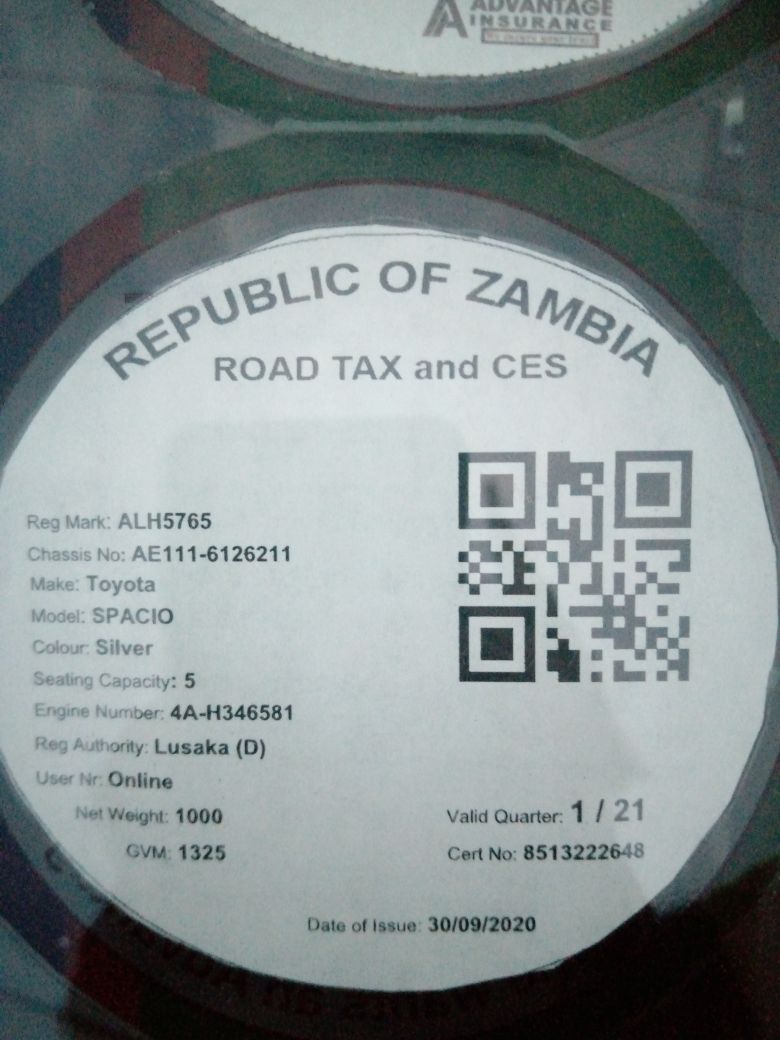 ADVANTAGE
INSURANCE
REPUBLIC OF ZAMBIA
ROAD TAX and CES
Reg Mark: ALH5765
Chassis No: AE111-6126211
Make: Toyota
Model: SPACIO
Colour: Silver
Seating Capacity: 5
Engine Number: 4A-H346581
Reg Authority: Lusaka (D)
User Nr: Online
Net Weight: 1000
GVM: 1325
Valid Quarter: 1 / 21
Cert No: 8513222648
Date of Issue: 30/09/2020